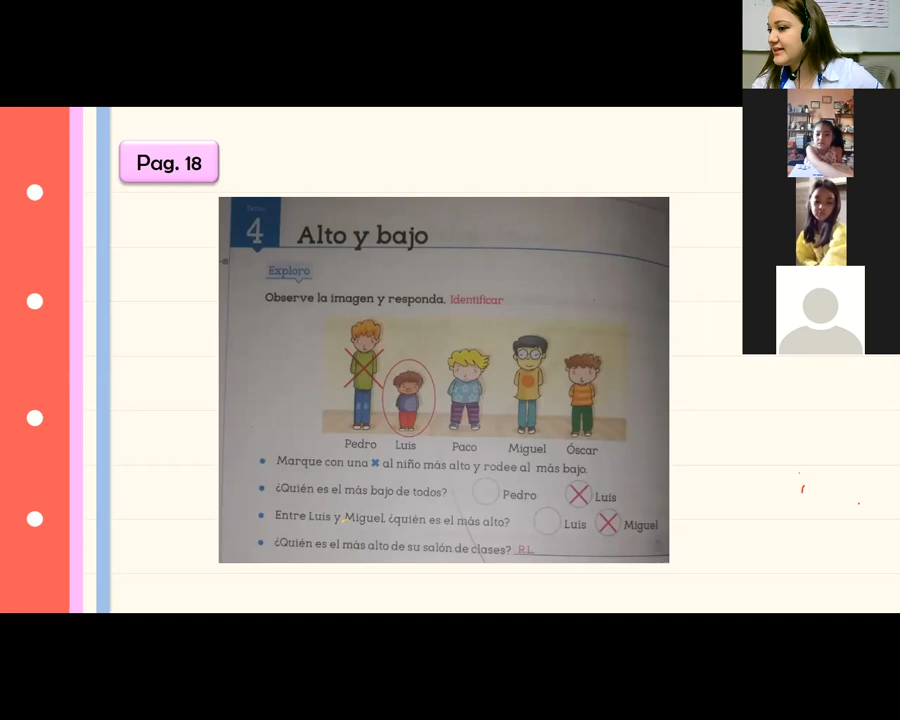 Pag. 18
4
Alto y bajo
Exploro
Observe la imagen y responda. Identificar
Pedro Luis Paco Miguel Óscar
Marque con una ✖ al niño más alto y rodee al más bajo.
¿Quién es el más bajo de todos? Pedro Luis
Entre Luis y Miguel, ¿quién es el más alto? Luis Miguel
¿Quién es el más alto de su salón de clases? R.L.